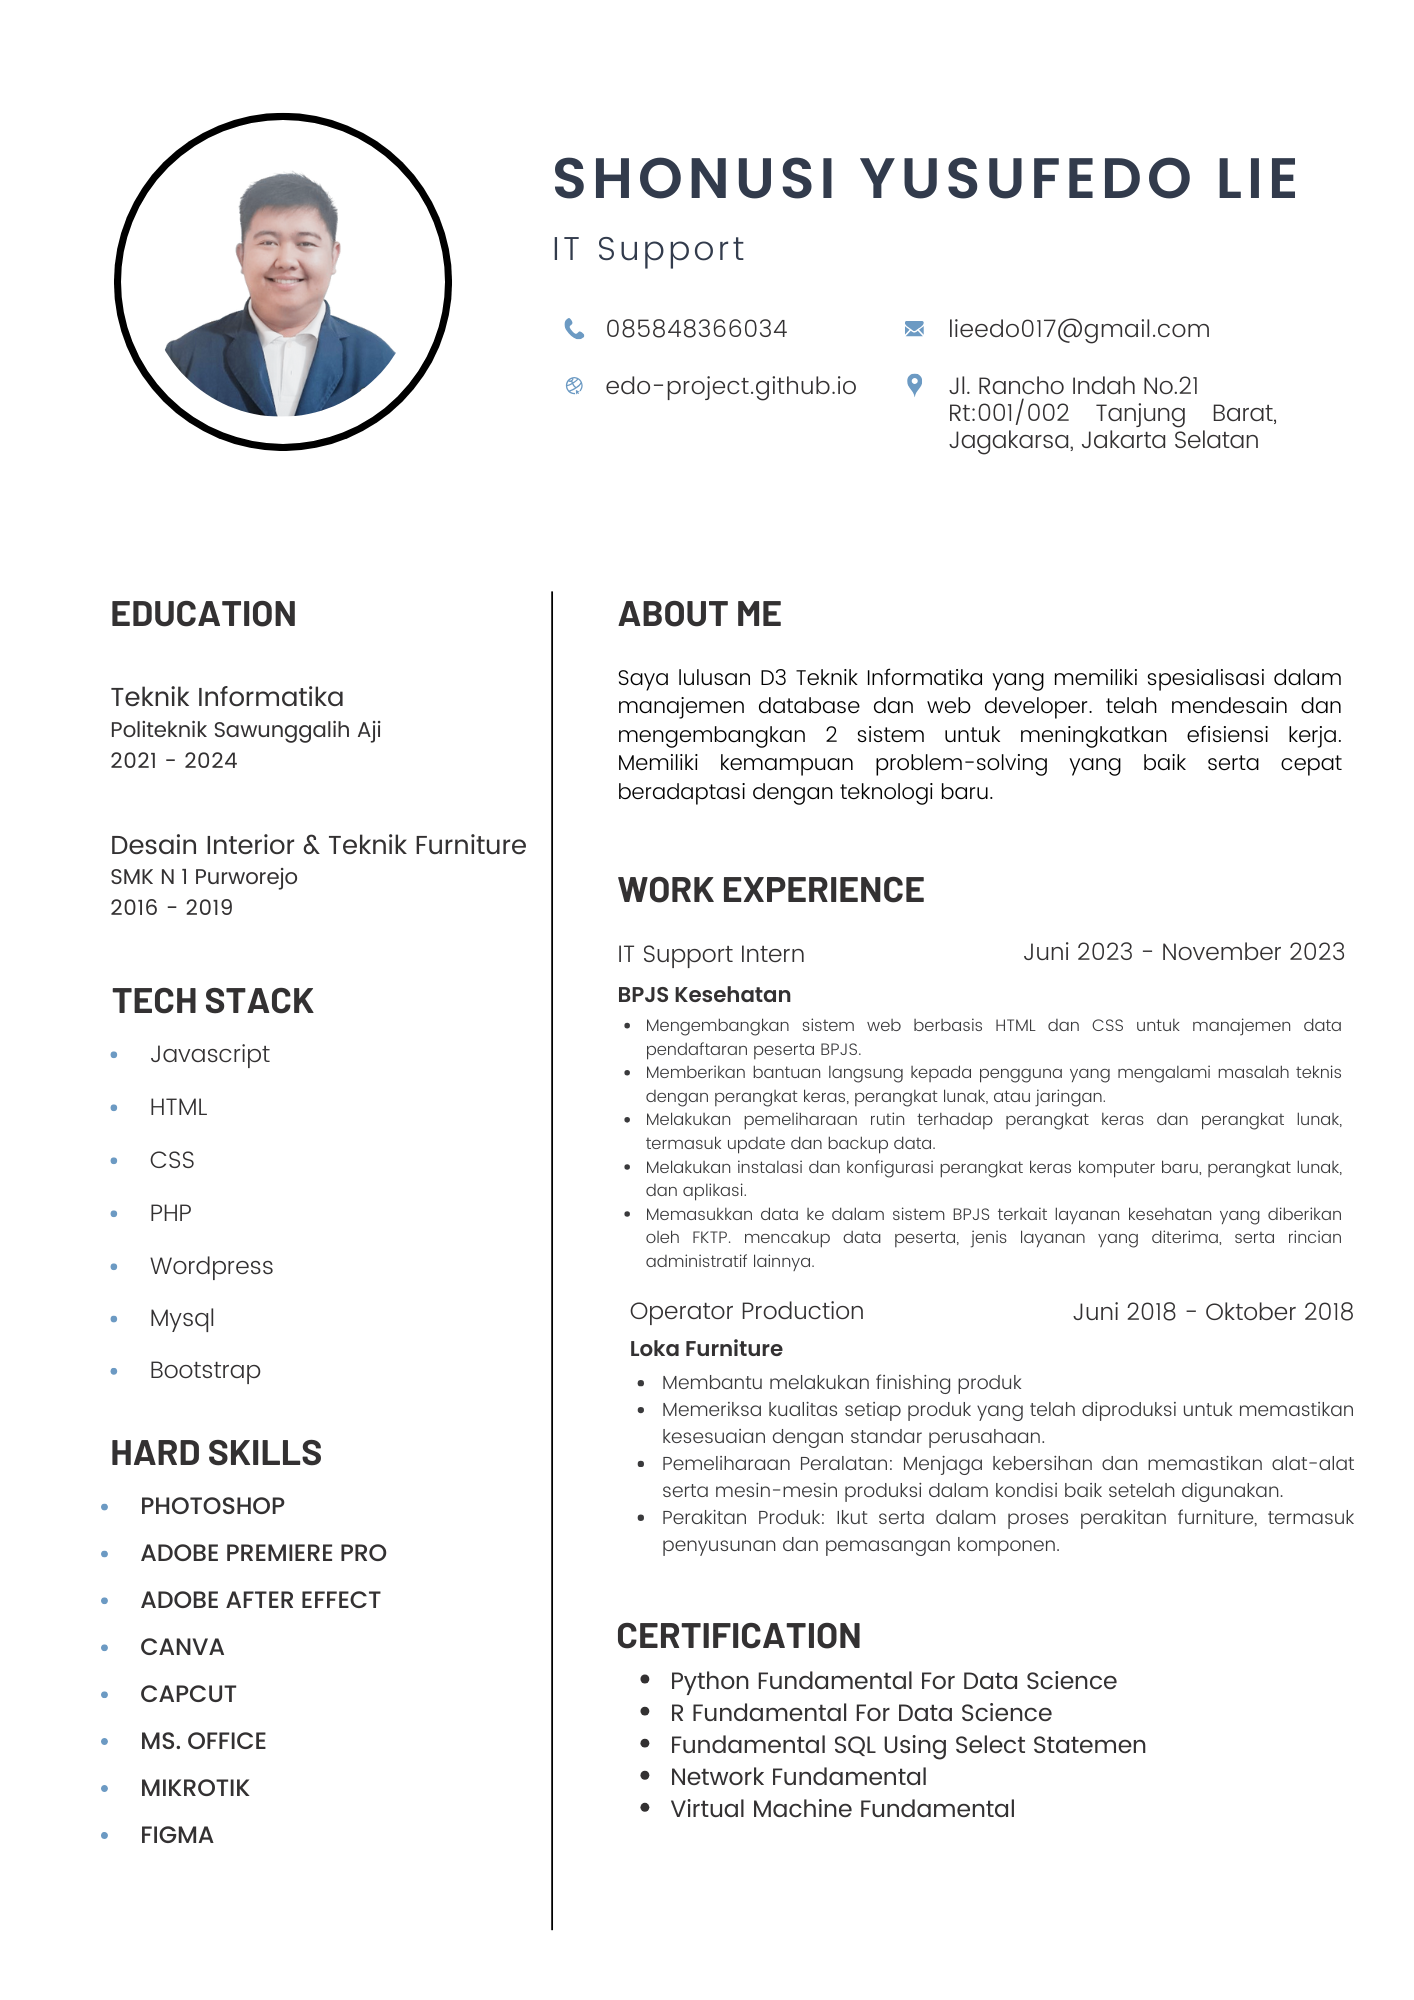 SHONUSI YUSUFEDO LIE
IT Support
085848366034
lieedo017@gmail.com
edo-project.github.io
Jl. Rancho Indah No.21
Rt:001/002 Tanjung Barat,
Jagakarsa, Jakarta Selatan
EDUCATION
Teknik Informatika
Politeknik Sawunggalih Aji
2021 - 2024
Desain Interior & Teknik Furniture
SMK N 1 Purworejo
2016 - 2019
TECH STACK
• Javascript
• HTML
• CSS
• PHP
• Wordpress
• Mysql
• Bootstrap
HARD SKILLS
• PHOTOSHOP
• ADOBE PREMIERE PRO
• ADOBE AFTER EFFECT
• CANVA
• CAPCUT
• MS. OFFICE
• MIKROTIK
• FIGMA
ABOUT ME
Saya lulusan D3 Teknik Informatika yang memiliki spesialisasi dalam
manajemen database dan web developer. telah mendesain dan
mengembangkan 2 sistem untuk meningkatkan efisiensi kerja.
Memiliki kemampuan problem-solving yang baik serta cepat
beradaptasi dengan teknologi baru.
WORK EXPERIENCE
IT Support Intern Juni 2023 - November 2023
BPJS Kesehatan
• Mengembangkan sistem web berbasis HTML dan CSS untuk manajemen data
pendaftaran peserta BPJS.
• Memberikan bantuan langsung kepada pengguna yang mengalami masalah teknis
dengan perangkat keras, perangkat lunak, atau jaringan.
• Melakukan pemeliharaan rutin terhadap perangkat keras dan perangkat lunak,
termasuk update dan backup data.
• Melakukan instalasi dan konfigurasi perangkat keras komputer baru, perangkat lunak,
dan aplikasi.
• Memasukkan data ke dalam sistem BPJS terkait layanan kesehatan yang diberikan
oleh FKTP. mencakup data peserta, jenis layanan yang diterima, serta rincian
administratif lainnya.
Operator Production Juni 2018 - Oktober 2018
Loka Furniture
• Membantu melakukan finishing produk
• Memeriksa kualitas setiap produk yang telah diproduksi untuk memastikan
kesesuaian dengan standar perusahaan.
• Pemeliharaan Peralatan: Menjaga kebersihan dan memastikan alat-alat
serta mesin-mesin produksi dalam kondisi baik setelah digunakan.
• Perakitan Produk: Ikut serta dalam proses perakitan furniture, termasuk
penyusunan dan pemasangan komponen.
CERTIFICATION
• Python Fundamental For Data Science
• R Fundamental For Data Science
• Fundamental SQL Using Select Statemen
• Network Fundamental
• Virtual Machine Fundamental